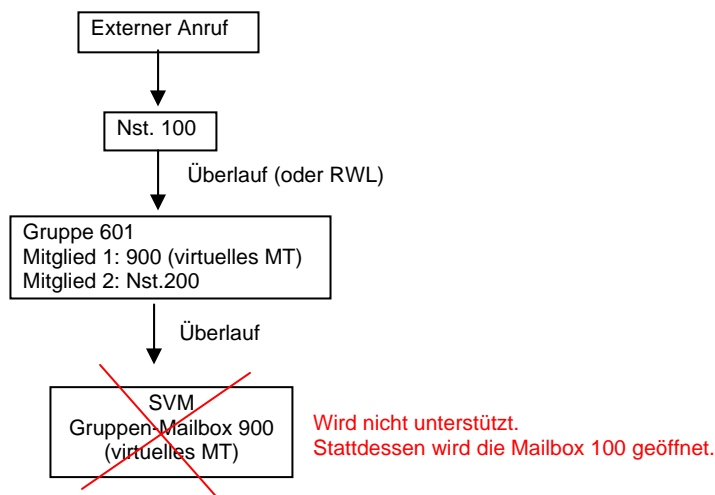 Externer Anruf
Nst. 100
Überlauf (oder RWL)
Gruppe 601
Mitglied 1: 900 (virtuelles MT)
Mitglied 2: Nst.200
Überlauf
SVM
Gruppen-Mailbox 900
(virtuelles MT)
Wird nicht unterstützt.
Stattdessen wird die Mailbox 100 geöffnet.